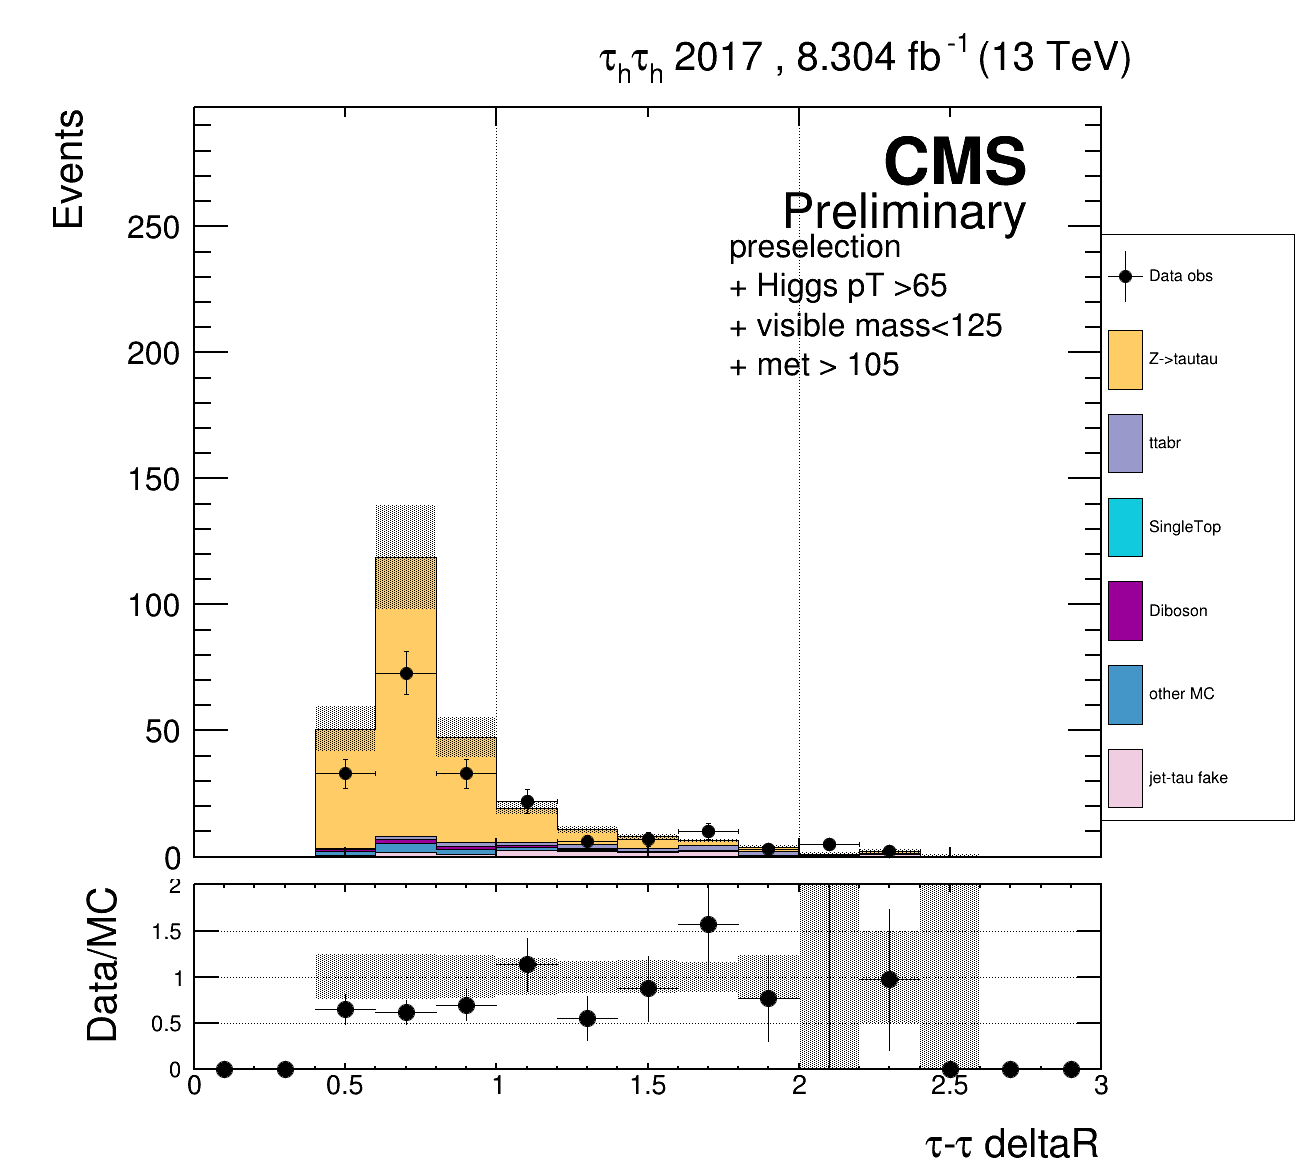 τhτh 2017 , 8.304 fb-1 (13 TeV)
Events
CMS
Preliminary
preselection
+ Higgs pT >65
+ visible mass<125
+ met > 105
250
200
150
100
50
0
Data obs
Z->tautau
ttabr
SingleTop
Diboson
other MC
jet-tau fake
Data/MC
2
1.5
1
0.5
0
0 0.5 1 1.5 2 2.5 3
τ-τ deltaR